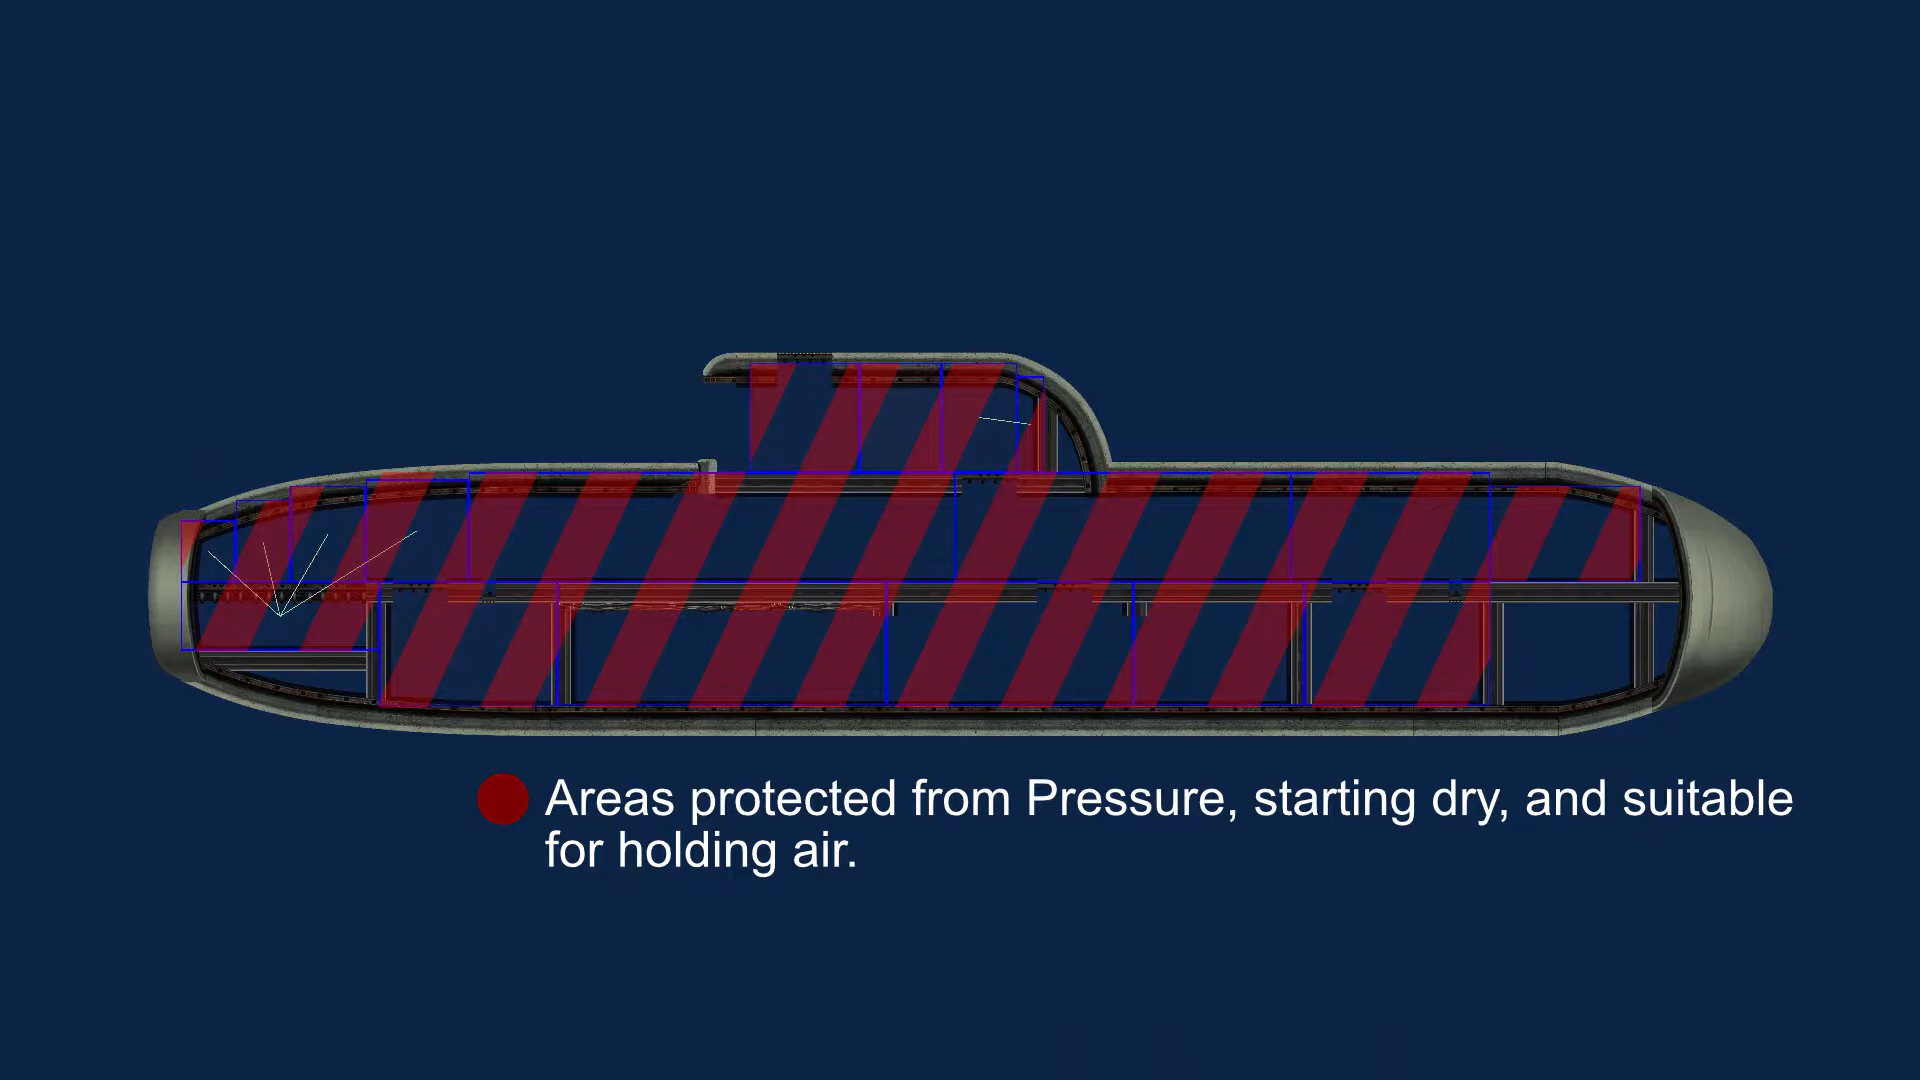 Areas protected from Pressure, starting dry, and suitable
for holding air.